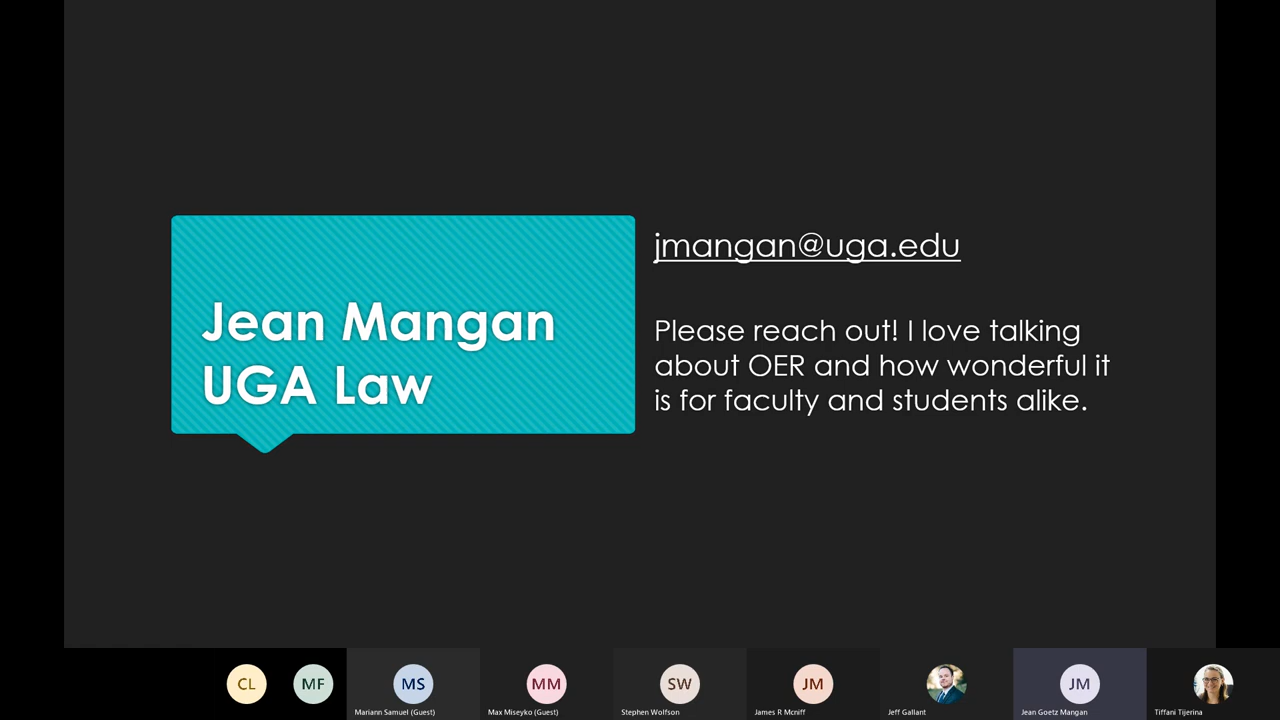 Jean Mangan
UGA Law
jmangan@uga.edu
Please reach out! I love talking
about OER and how wonderful it
is for faculty and students alike.
CL
MF
MS
MM
SW
JM
JM
Mariann Samuel (Guest)
Max Miseyko (Guest)
Stephen Wolfson
James R Mcniff
Jeff Gallant
Jean Goetz Mangan
Tiffani Tijerina